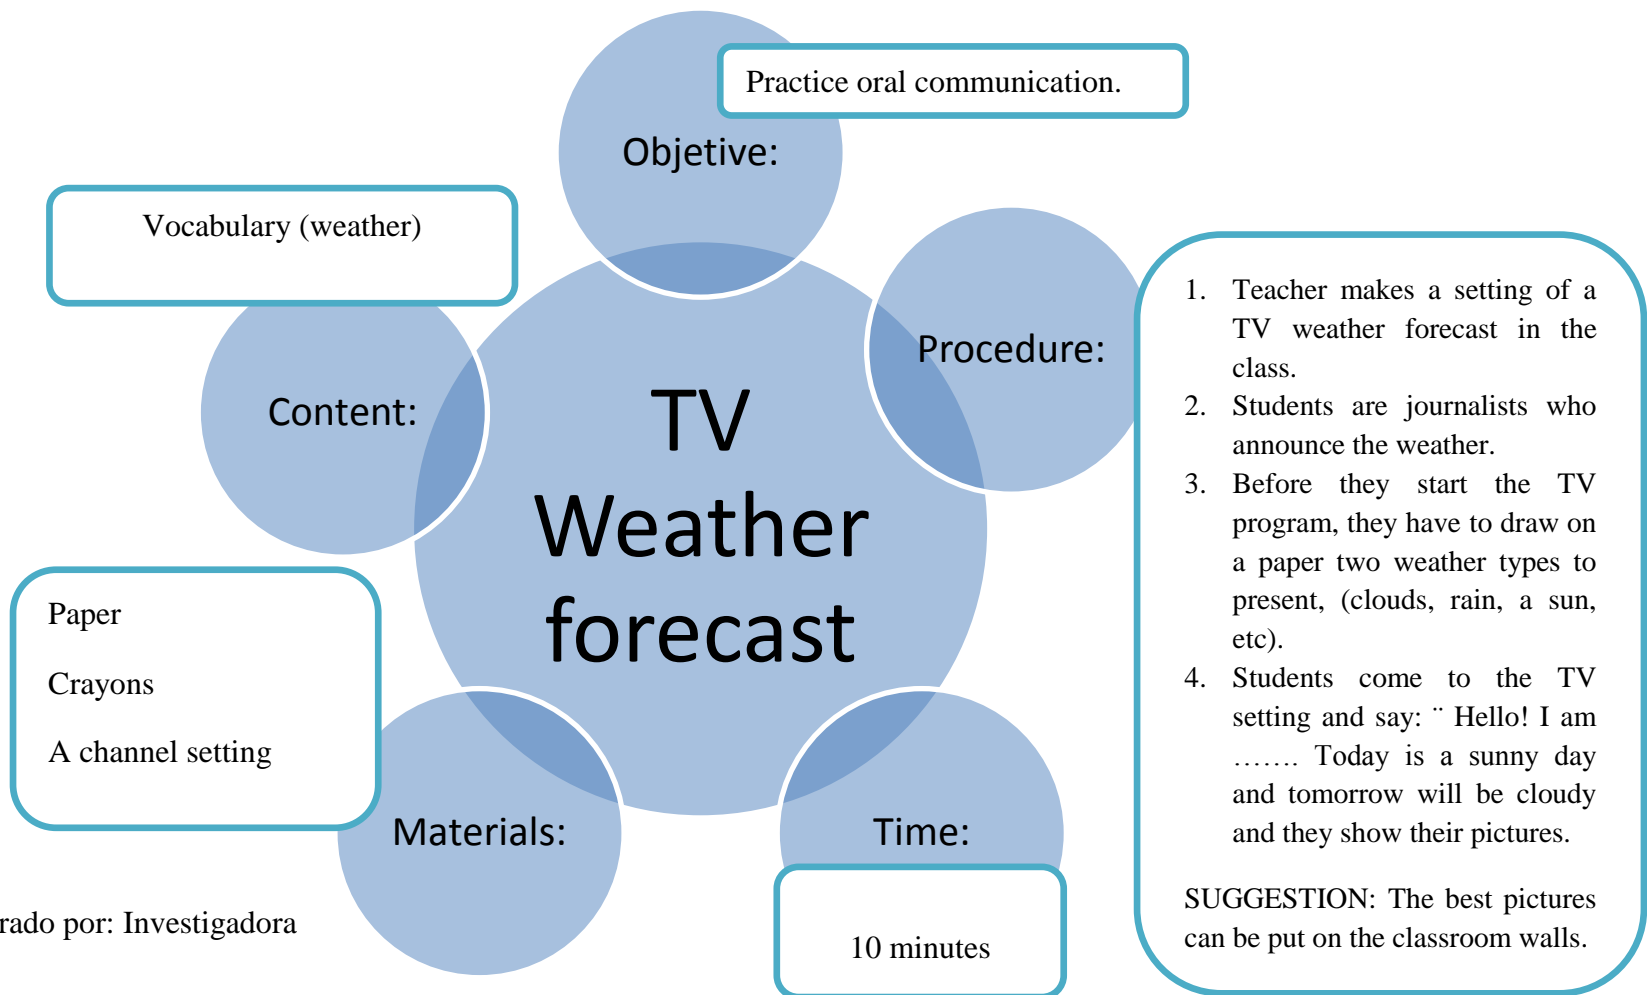 Practice oral communication.
Objetive:
Vocabulary (weather)
Content:
Procedure:
TV
Weather
forecast
1. Teacher makes a setting of a
TV weather forecast in the
class.
2. Students are journalists who
announce the weather.
3. Before they start the TV
program, they have to draw on
a paper two weather types to
present, (clouds, rain, a sun,
etc).
4. Students come to the TV
setting and say: ¨ Hello! I am
……. Today is a sunny day
and tomorrow will be cloudy
and they show their pictures.
SUGGESTION: The best pictures
can be put on the classroom walls.
Paper
Crayons
A channel setting
Materials:
Time:
10 minutes
rado por: Investigadora